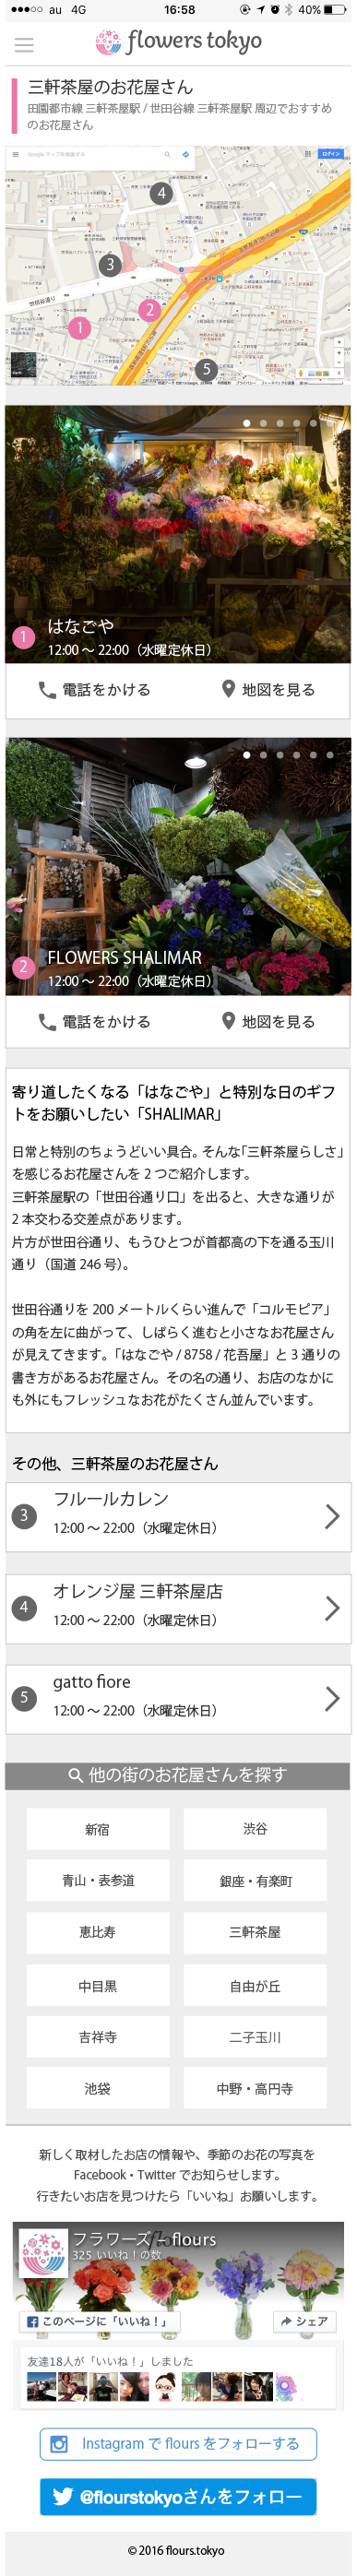 ●●●○○ au 4G 16:58 40%
flowers tokyo
三軒茶屋のお花屋さん
田園都市線 三軒茶屋駅 / 世田谷線 三軒茶屋駅 周辺でおすすめ
のお花屋さん
Google マップを検索する
ログイン
4
3
2
1
5
1
はなごや
12:00 〜 22:00（水曜定休日）
電話をかける 地図を見る
2
FLOWERS SHALIMAR
12:00 〜 22:00（水曜定休日）
電話をかける 地図を見る
寄り道したくなる「はなごや」と特別な日のギフ
トをお願いしたい「SHALIMAR」
日常と特別のちょうどいい具合。そんな「三軒茶屋らしさ」
を感じるお花屋さんを 2 つご紹介します。
三軒茶屋駅の「世田谷通り口」を出ると、大きな通りが
2 本交わる交差点があります。
片方が世田谷通り、もうひとつが首都高の下を通る玉川
通り（国道 246 号）。
世田谷通りを 200 メートルくらい進んで「コルモピア」
の角を左に曲がって、しばらく進むと小さなお花屋さん
が見えてきます。「はなごや / 8758 / 花吾屋」と 3 通りの
書き方があるお花屋さん。その名の通り、お店のなかに
も外にもフレッシュなお花がたくさん並んでいます。
その他、三軒茶屋のお花屋さん
3
フルールカレン
12:00 〜 22:00（水曜定休日）
4
オレンジ屋 三軒茶屋店
12:00 〜 22:00（水曜定休日）
5
gatto fiore
12:00 〜 22:00（水曜定休日）
他の街のお花屋さんを探す
新宿 渋谷
青山・表参道 銀座・有楽町
恵比寿 三軒茶屋
中目黒 自由が丘
吉祥寺 二子玉川
池袋 中野・高円寺
新しく取材したお店の情報や、季節のお花の写真を
Facebook・Twitter でお知らせします。
行きたいお店を見つけたら「いいね」お願いします。
フラワーズ - flours
325 いいね！の数
このページに「いいね！」 シェア
友達18人が「いいね！」しました
Instagram で flours をフォローする
@flourstokyoさんをフォロー
© 2016 flours.tokyo